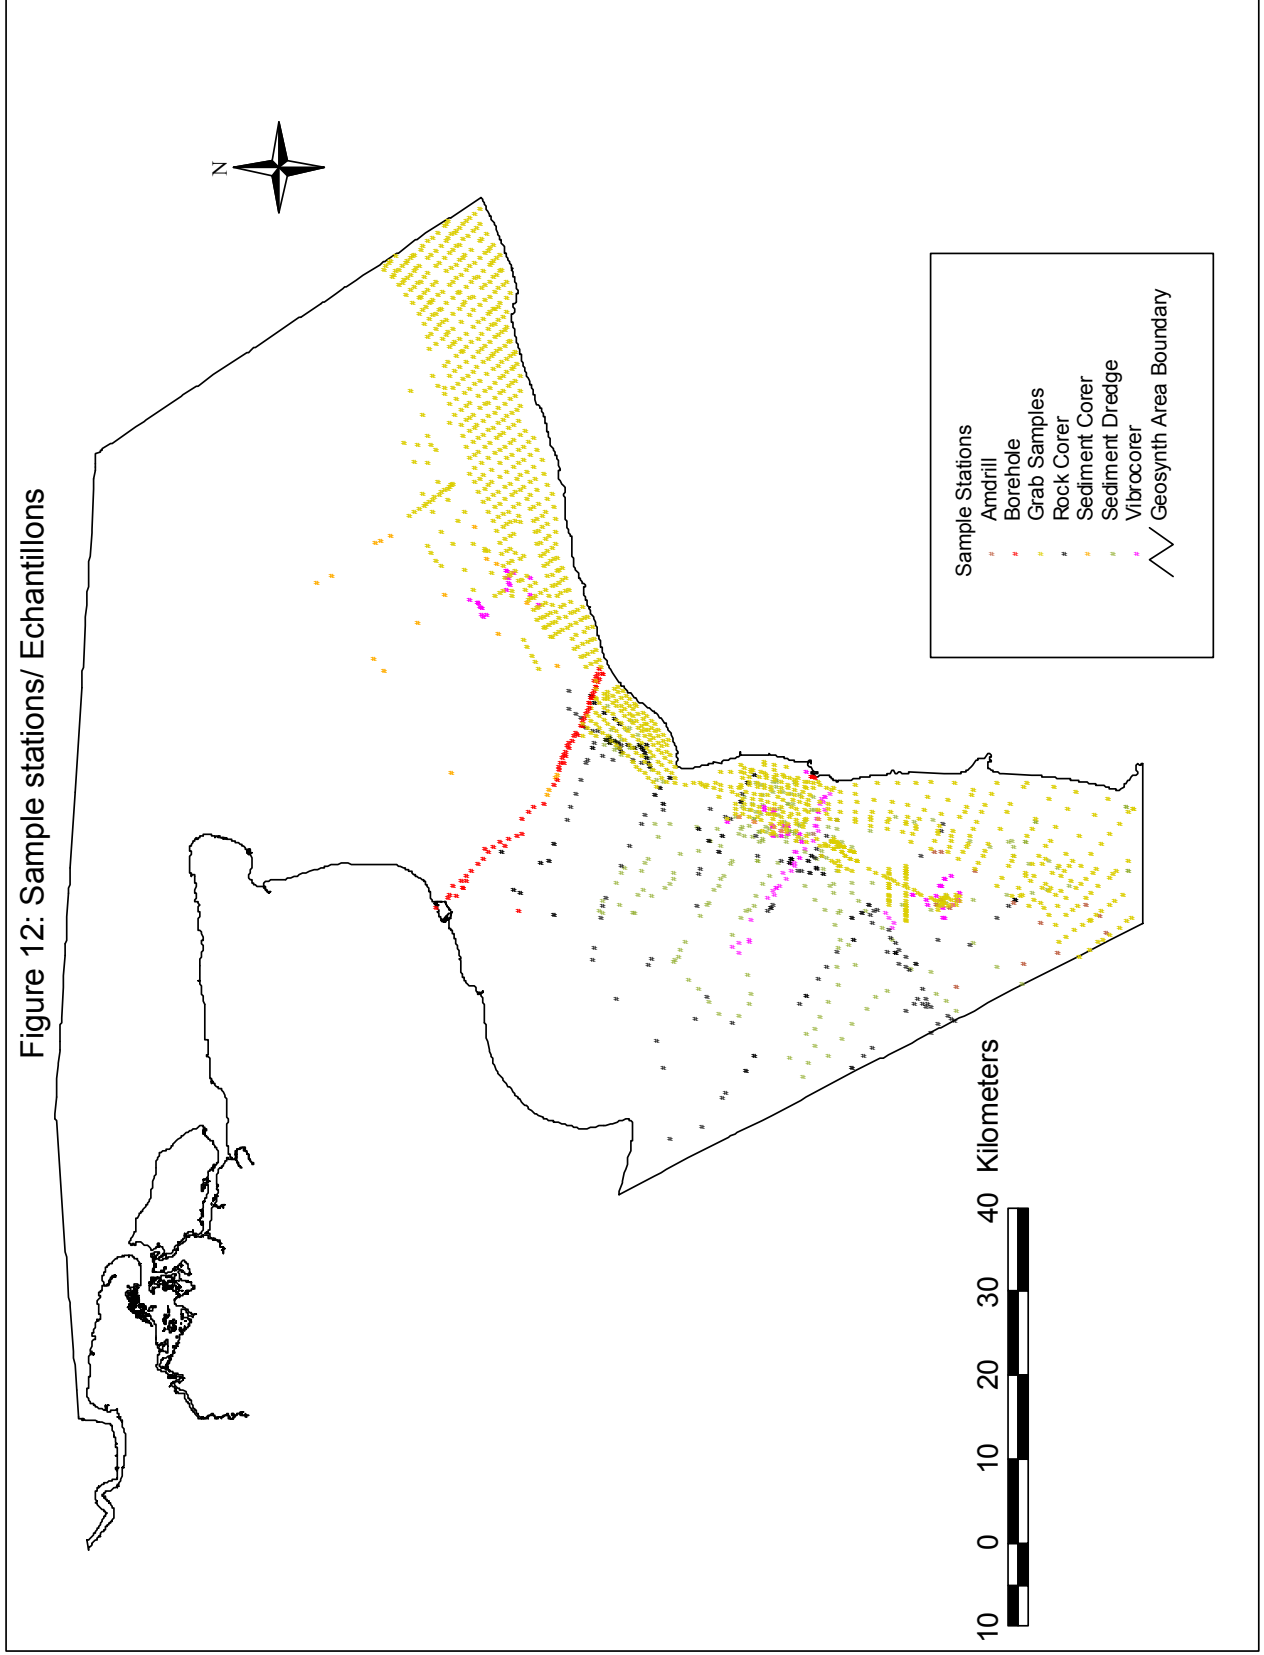 Figure 12: Sample stations/ Echantillons
N
Sample Stations
Amdrill
Borehole
Grab Samples
Rock Corer
Sediment Corer
Sediment Dredge
Vibrocorer
Geosynth Area Boundary
10 0 10 20 30 40 Kilometers